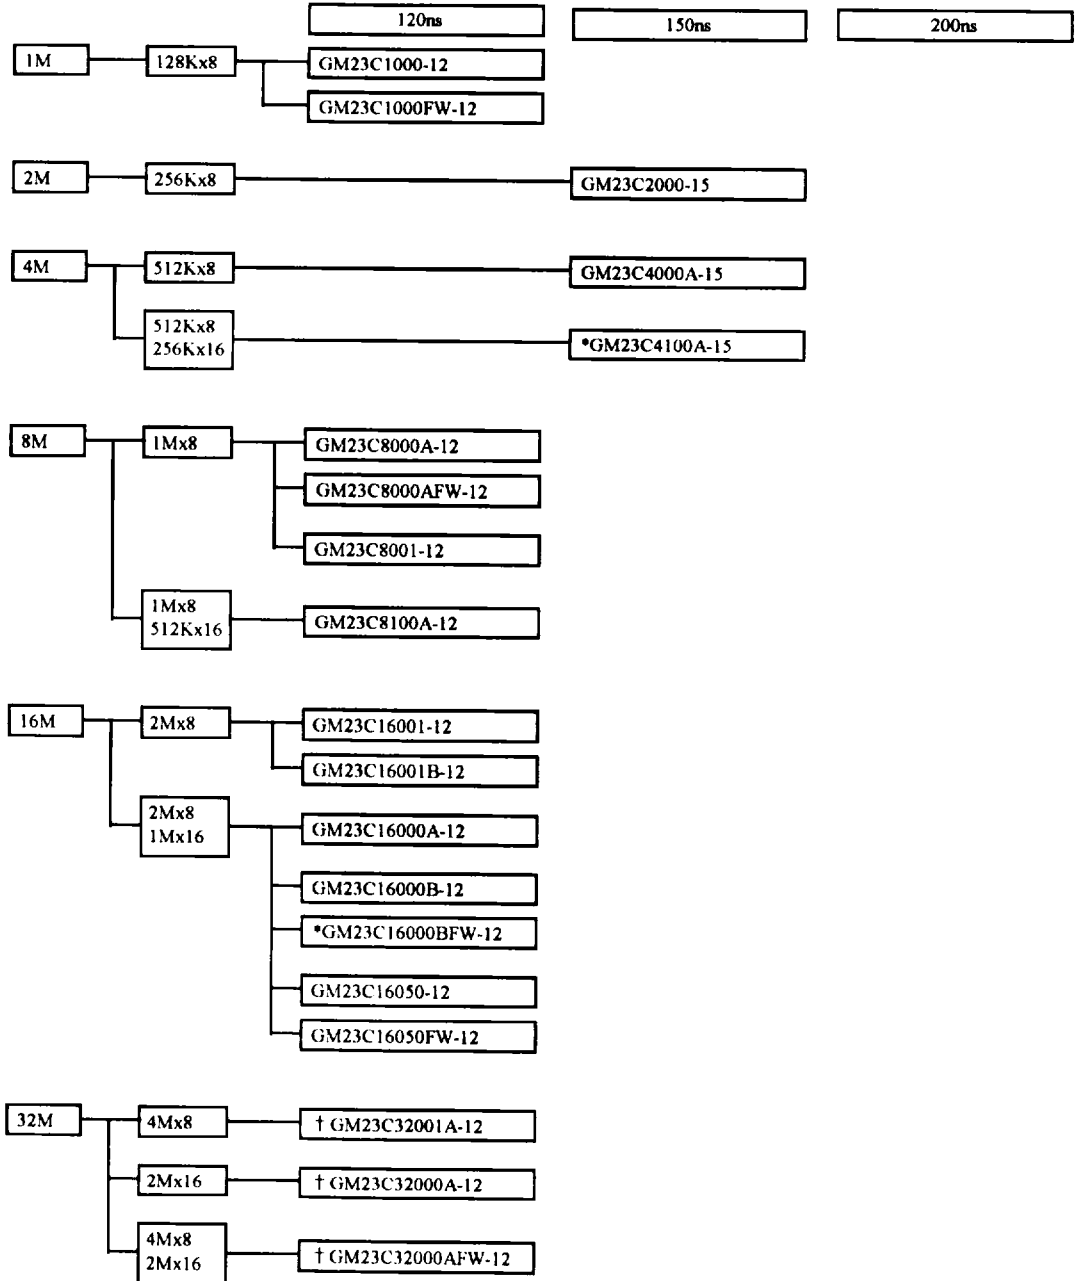 120ns
150ns
200ns
1M
128Kx8
GM23C1000-12
GM23C1000FW-12
2M
256Kx8
GM23C2000-15
4M
512Kx8
GM23C4000A-15
512Kx8
256Kx16
*GM23C4100A-15
8M
1Mx8
GM23C8000A-12
GM23C8000AFW-12
GM23C8001-12
1Mx8
512Kx16
GM23C8100A-12
16M
2Mx8
GM23C16001-12
GM23C16001B-12
2Mx8
1Mx16
GM23C16000A-12
GM23C16000B-12
*GM23C16000BFW-12
GM23C16050-12
GM23C16050FW-12
32M
4Mx8
† GM23C32001A-12
2Mx16
† GM23C32000A-12
4Mx8
2Mx16
† GM23C32000AFW-12